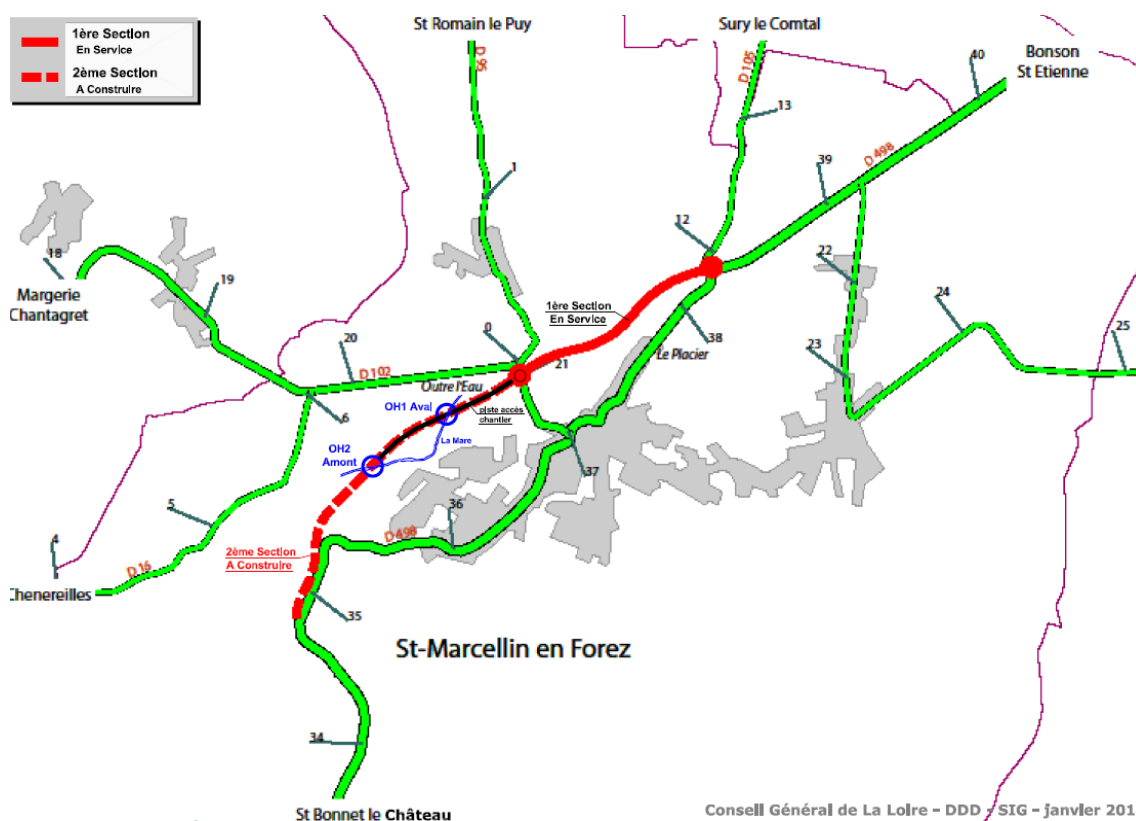 1ère Section
En Service
2ème Section
A Construire
St Romain le Puy
Sury le Comtal
Bonson
St Etienne
40
D 95
D 105
13
39
D 498
1
12
18
19
Margerie
Chantagret
22
24
25
1ère Section
En Service
38
Le Placier
23
20
0
21
D 102
Outre l'Eau
6
OH1 Aval
piste accès
chantier
La Mare
OH2
Amont
37
36
5
4
D 498
2ème Section
A Construire
D 16
Chenereilles
35
St-Marcellin en Forez
34
St Bonnet le Château
Conseil Général de La Loire - DDD - SIG - janvier 201